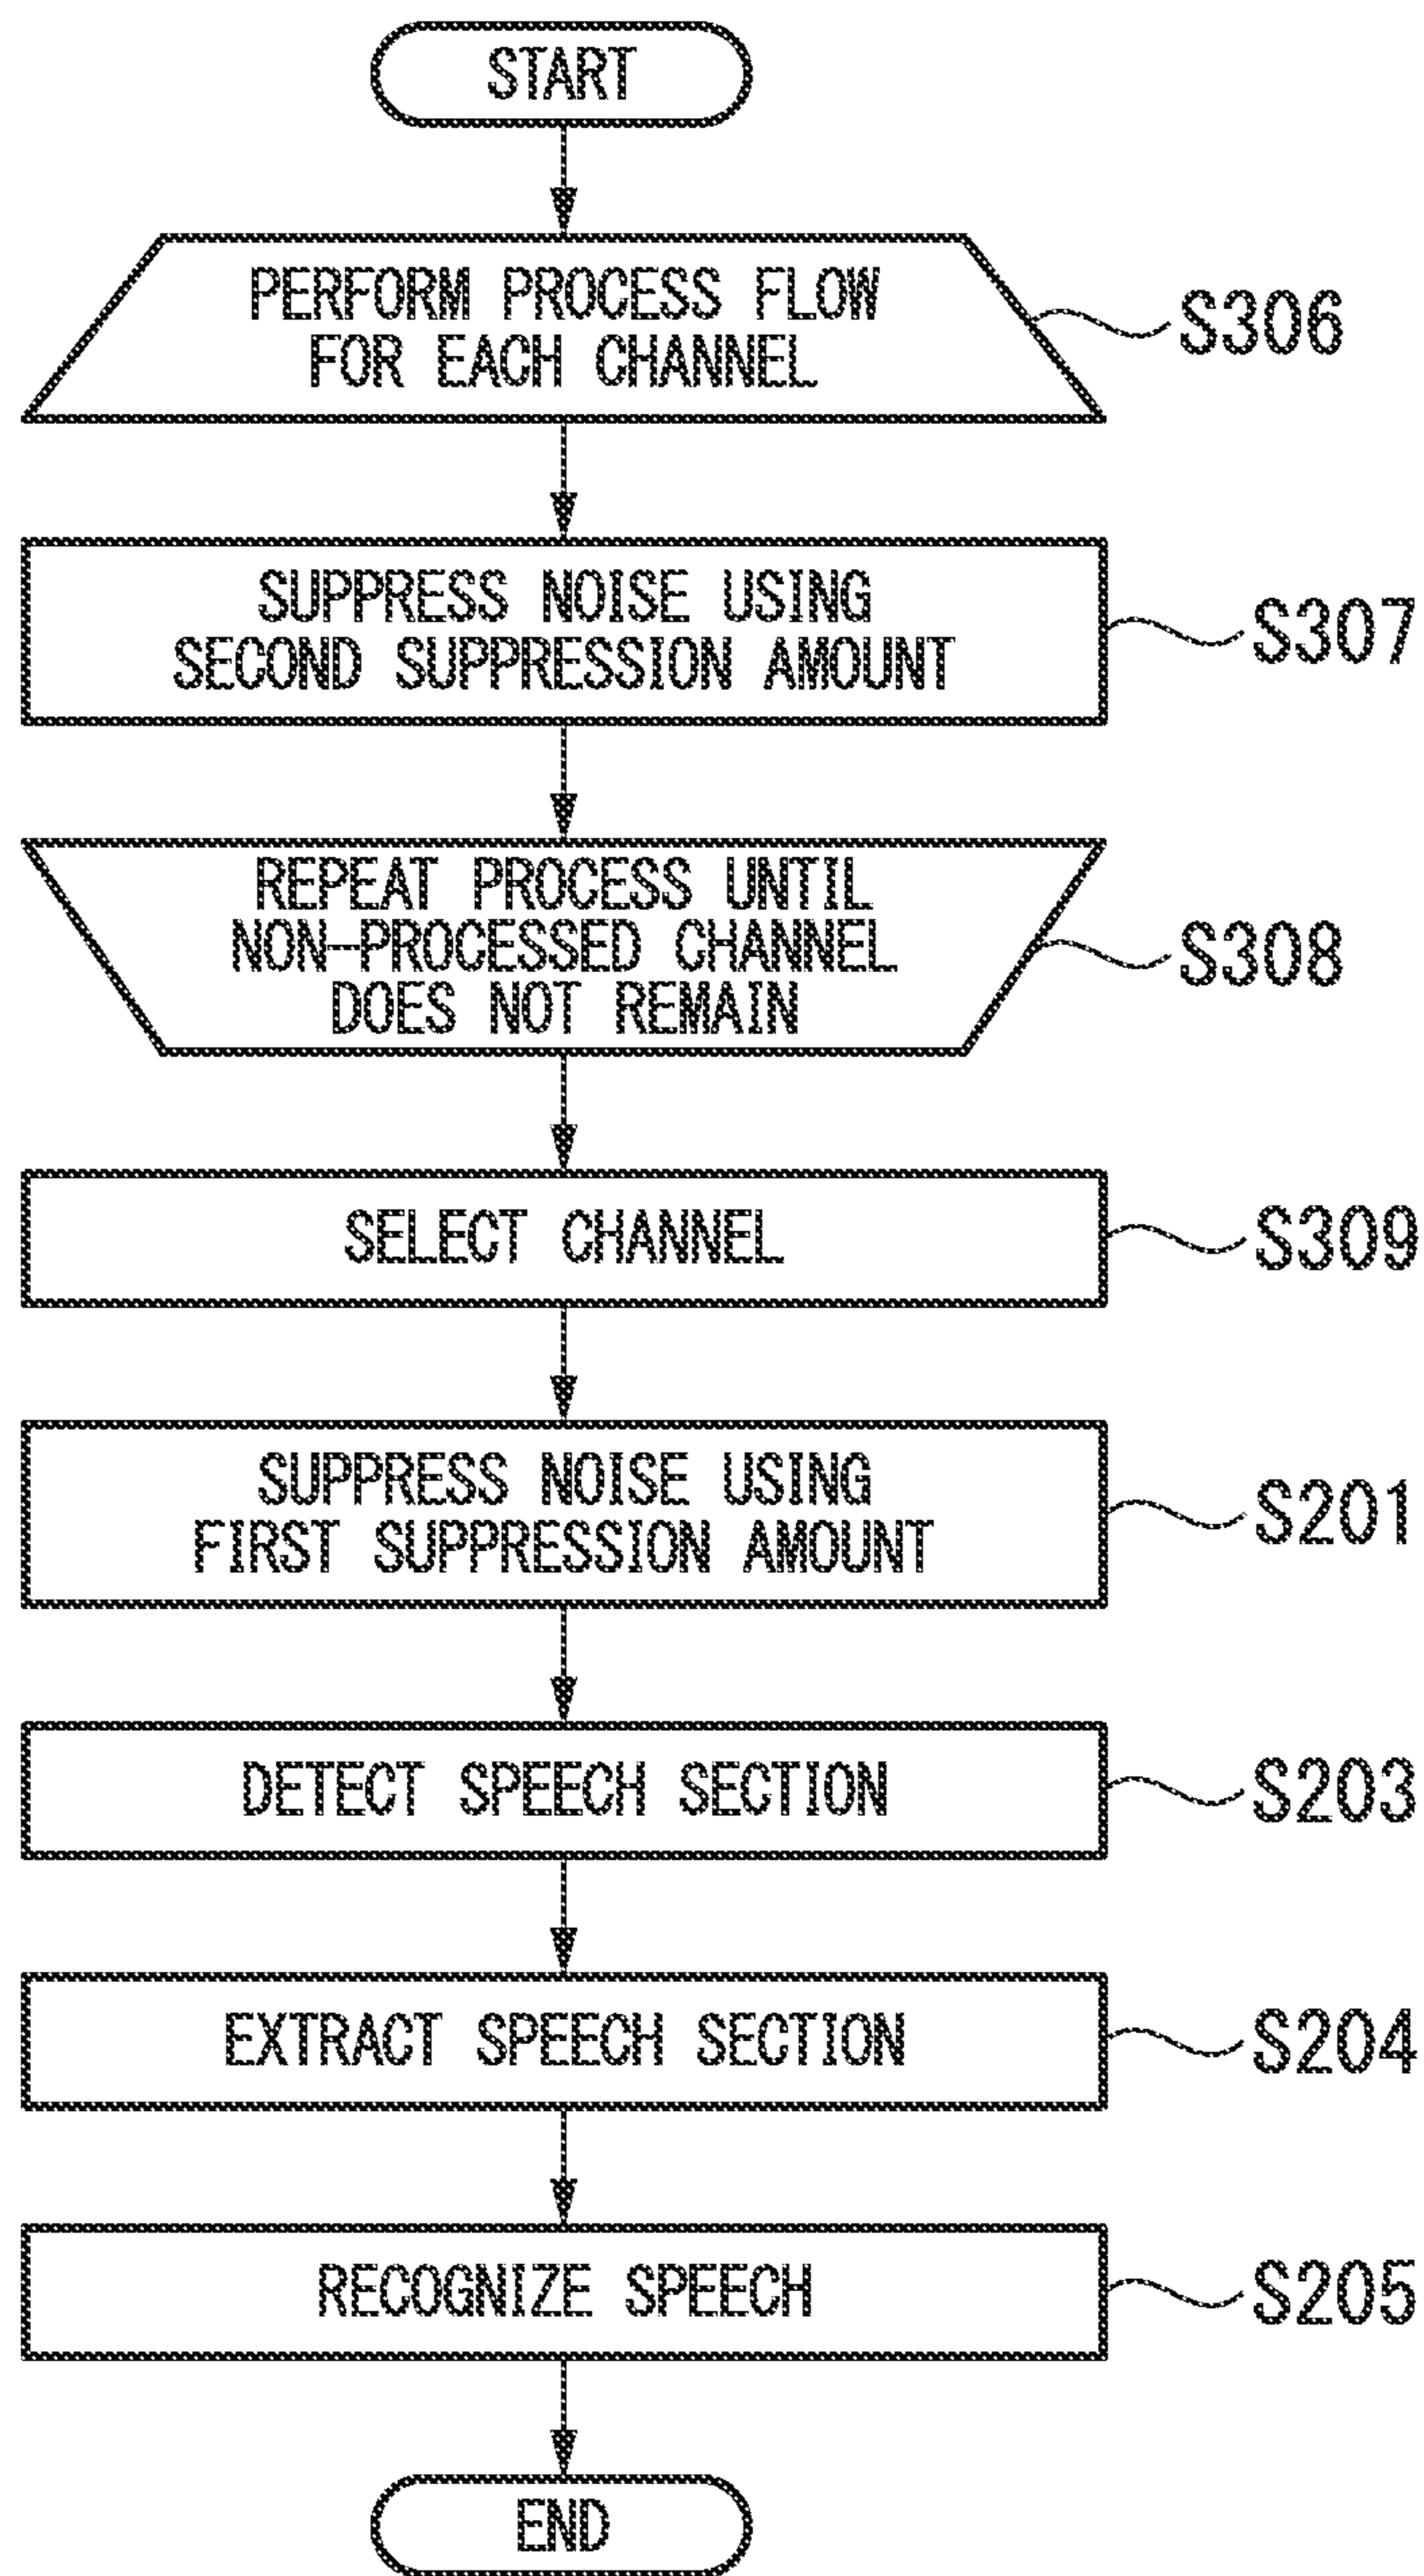 START
PERFORM PROCESS FLOW
FOR EACH CHANNEL
S306
SUPPRESS NOISE USING
SECOND SUPPRESSION AMOUNT
S307
REPEAT PROCESS UNTIL
NON-PROCESSED CHANNEL
DOES NOT REMAIN
S308
SELECT CHANNEL
S309
SUPPRESS NOISE USING
FIRST SUPPRESSION AMOUNT
S201
DETECT SPEECH SECTION
S203
EXTRACT SPEECH SECTION
S204
RECOGNIZE SPEECH
S205
END